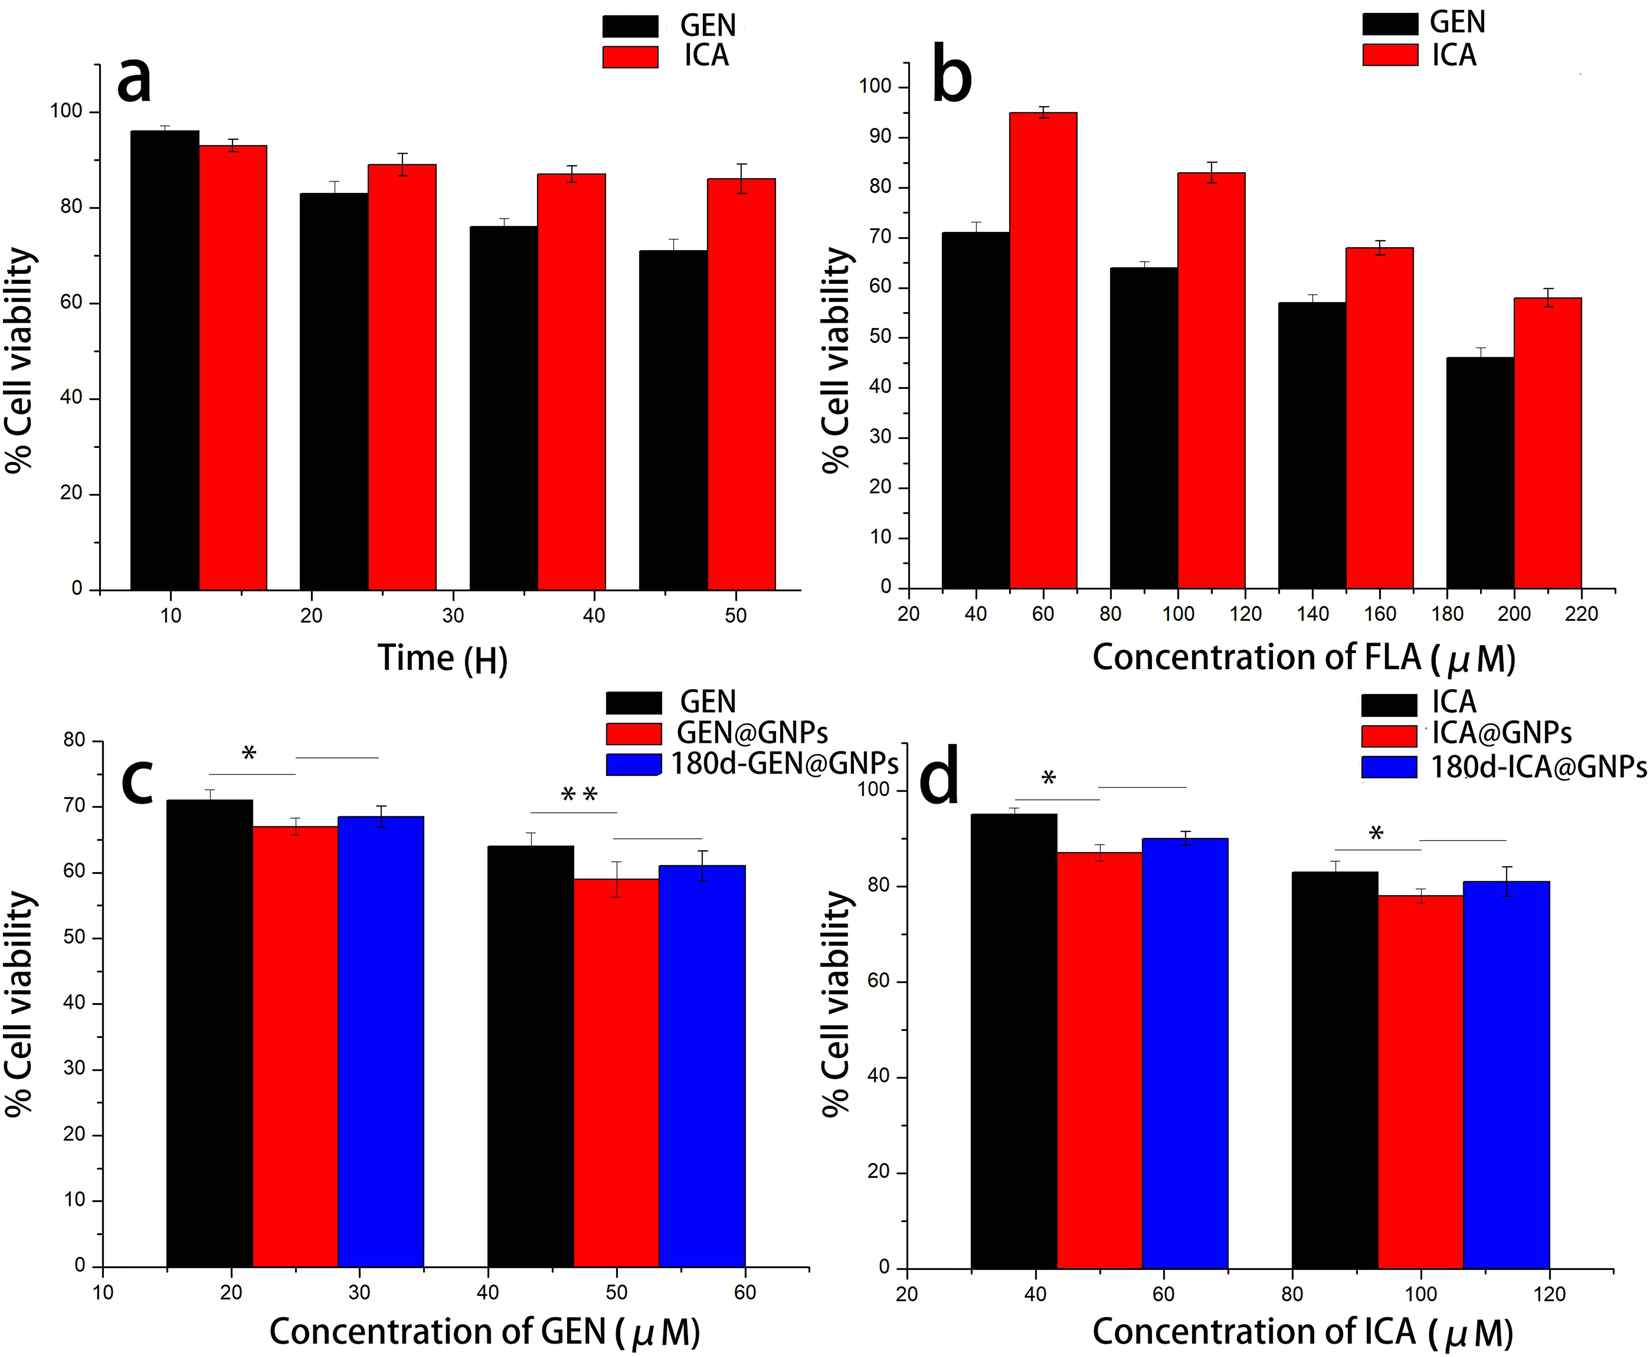 GEN
ICA
a
100
80
60
40
20
0
10 20 30 40 50
% Cell viability
Time (H)
GEN
ICA
b
100
90
80
70
60
50
40
30
20
10
0
20 40 60 80 100 120 140 160 180 200 220
% Cell viability
Concentration of FLA (μM)
GEN
GEN@GNPs
180d-GEN@GNPs
c
80
70
60
50
40
30
20
10
0
*
**
10 20 30 40 50 60
% Cell viability
Concentration of GEN (μM)
ICA
ICA@GNPs
180d-ICA@GNPs
d
100
80
60
40
20
0
*
*
20 40 60 80 100 120
% Cell viability
Concentration of ICA (μM)